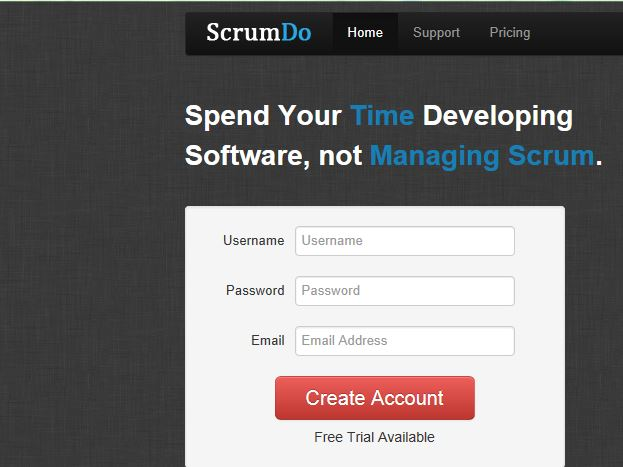 ScrumDo Home Support Pricing
Spend Your Time Developing
Software, not Managing Scrum.
Username Username
Password Password
Email Email Address
Create Account
Free Trial Available